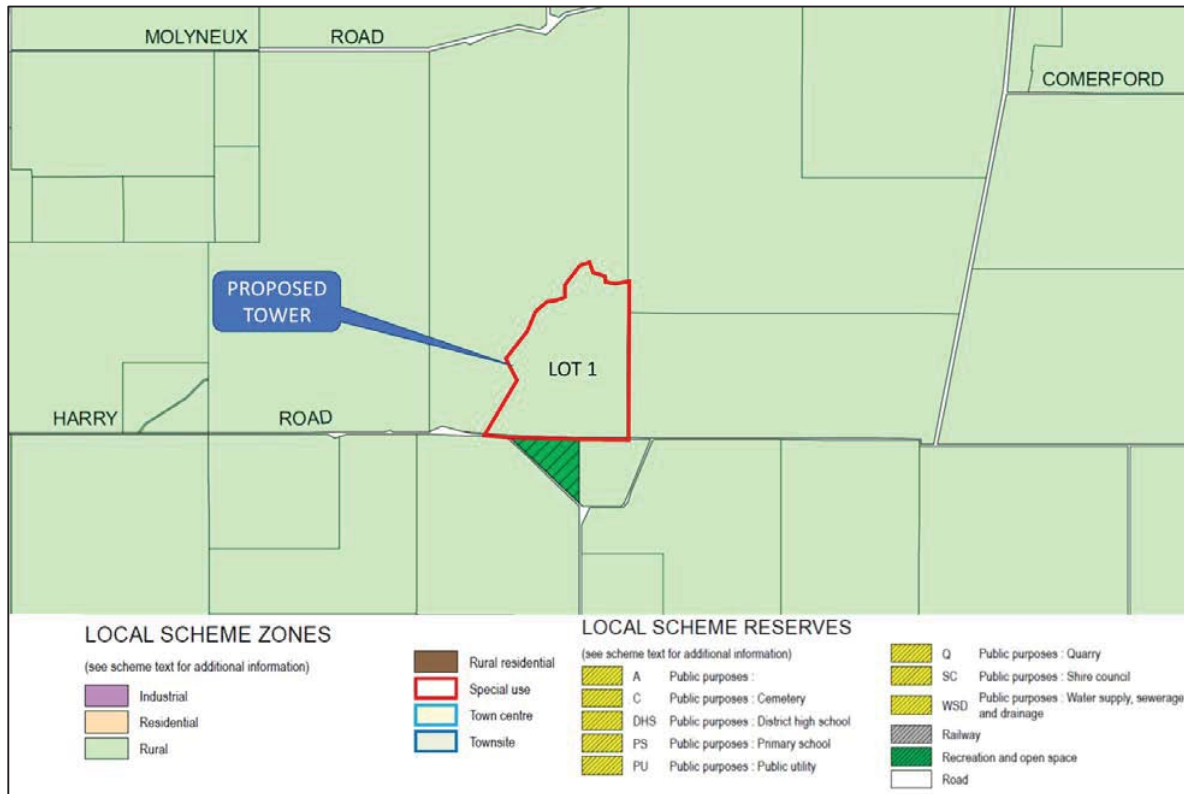 MOLYNEUX ROAD
COMERFORD
PROPOSED
TOWER
LOT 1
HARRY ROAD
LOCAL SCHEME ZONES
(see scheme text for additional information)
Industrial
Residential
Rural
Rural residential
Special use
Town centre
Townsite
LOCAL SCHEME RESERVES
(see scheme text for additional information)
A Public purposes :
C Public purposes : Cemetery
DHS Public purposes : District high school
PS Public purposes : Primary school
PU Public purposes : Public utility
Q Public purposes : Quarry
SC Public purposes : Shire council
WSD Public purposes : Water supply, sewerage
and drainage
Railway
Recreation and open space
Road